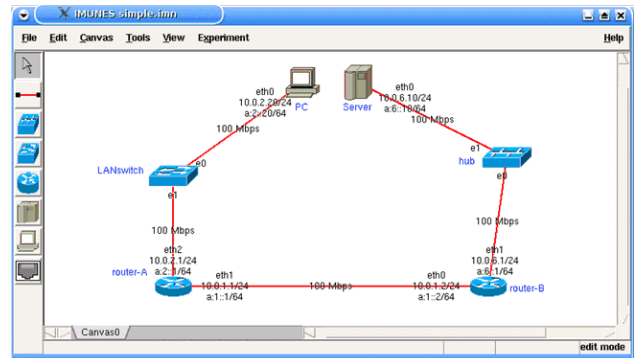 IMUNES simple.imn
File Edit Canvas Tools View Experiment Help
eth0
10.0.2.20/24
a:2::20/64
PC
100 Mbps
Server
eth0
10.0.6.10/24
a:6::10/64
100 Mbps
LANswitch
e0
e1
e1
hub
e0
100 Mbps
100 Mbps
eth2
10.0.2.1/24
a:2::1/64
router-A
eth1
10.0.1.1/24
a:1::1/64
100 Mbps
eth0
10.0.1.2/24
a:1::2/64
eth1
10.0.6.1/24
a:6::1/64
router-B
Canvas0
edit mode